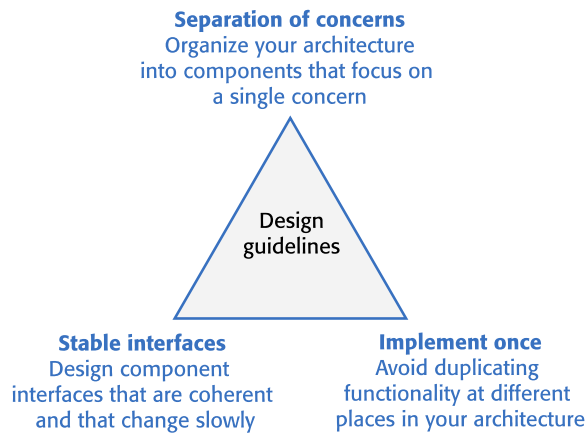 Separation of concerns
Organize your architecture
into components that focus on
a single concern
Design
guidelines
Stable interfaces
Design component
interfaces that are coherent
and that change slowly
Implement once
Avoid duplicating
functionality at different
places in your architecture